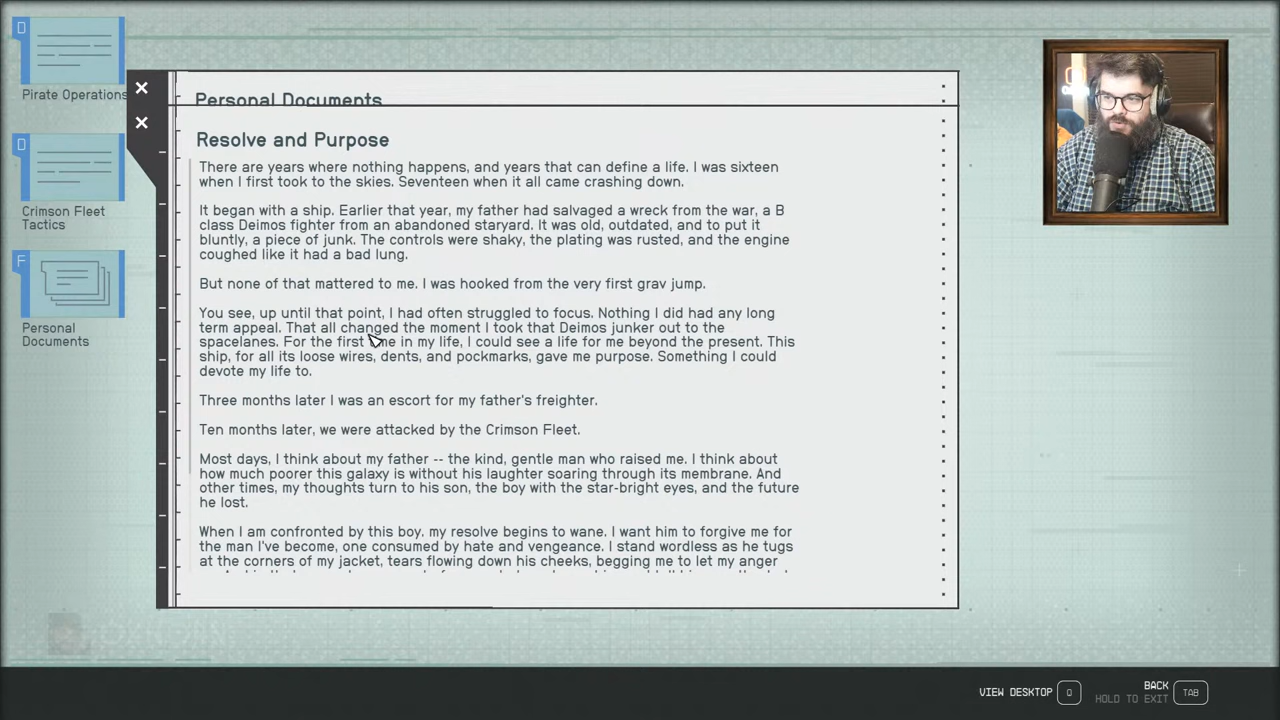 D
Pirate Operations
D
Crimson Fleet
Tactics
F
Personal
Documents
Personal Documents
Resolve and Purpose
There are years where nothing happens, and years that can define a life. I was sixteen
when I first took to the skies. Seventeen when it all came crashing down.
It began with a ship. Earlier that year, my father had salvaged a wreck from the war, a B
class Deimos fighter from an abandoned staryard. It was old, outdated, and to put it
bluntly, a piece of junk. The controls were shaky, the plating was rusted, and the engine
coughed like it had a bad lung.
But none of that mattered to me. I was hooked from the very first grav jump.
You see, up until that point, I had often struggled to focus. Nothing I did had any long
term appeal. That all changed the moment I took that Deimos junker out to the
spacelanes. For the first me in my life, I could see a life for me beyond the present. This
ship, for all its loose wires, dents, and pockmarks, gave me purpose. Something I could
devote my life to.
Three months later I was an escort for my father's freighter.
Ten months later, we were attacked by the Crimson Fleet.
Most days, I think about my father -- the kind, gentle man who raised me. I think about
how much poorer this galaxy is without his laughter soaring through its membrane. And
other times, my thoughts turn to his son, the boy with the star-bright eyes, and the future
he lost.
When I am confronted by this boy, my resolve begins to wane. I want him to forgive me for
the man I've become, one consumed by hate and vengeance. I stand wordless as he tugs
at the corners of my jacket, tears flowing down his cheeks, begging me to let my anger
VIEW DESKTOP Q
BACK
HOLD TO EXIT TAB